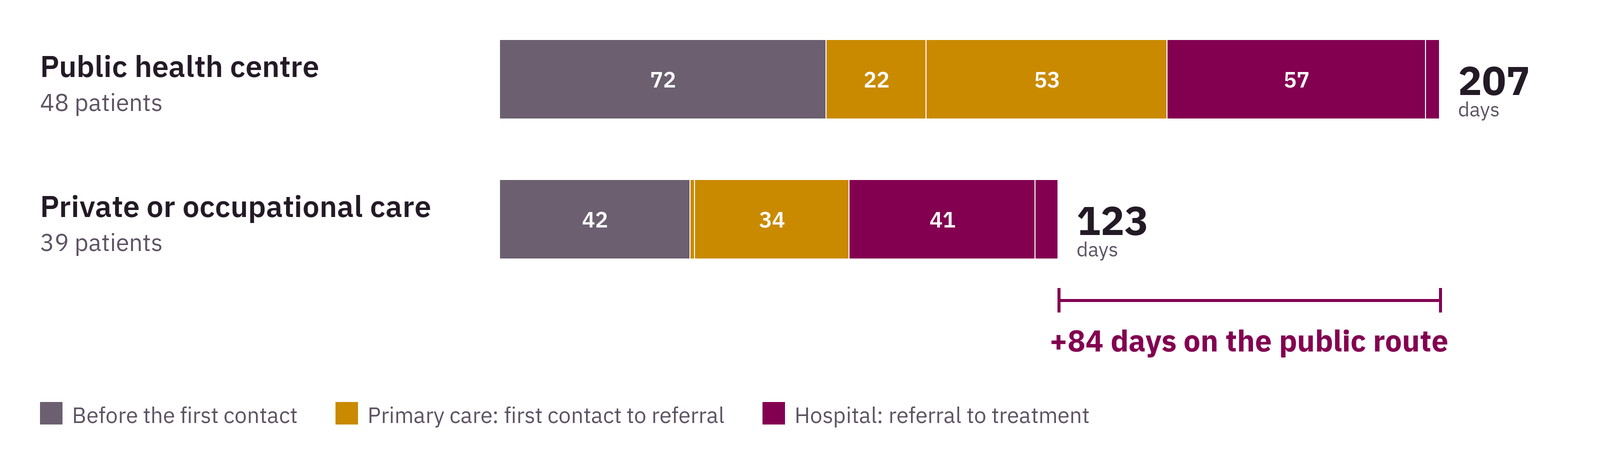 Public health centre
48 patients
72 22 53 57
207
days
Private or occupational care
39 patients
42 34 41
123
days
+84 days on the public route
Before the first contact
Primary care: first contact to referral
Hospital: referral to treatment